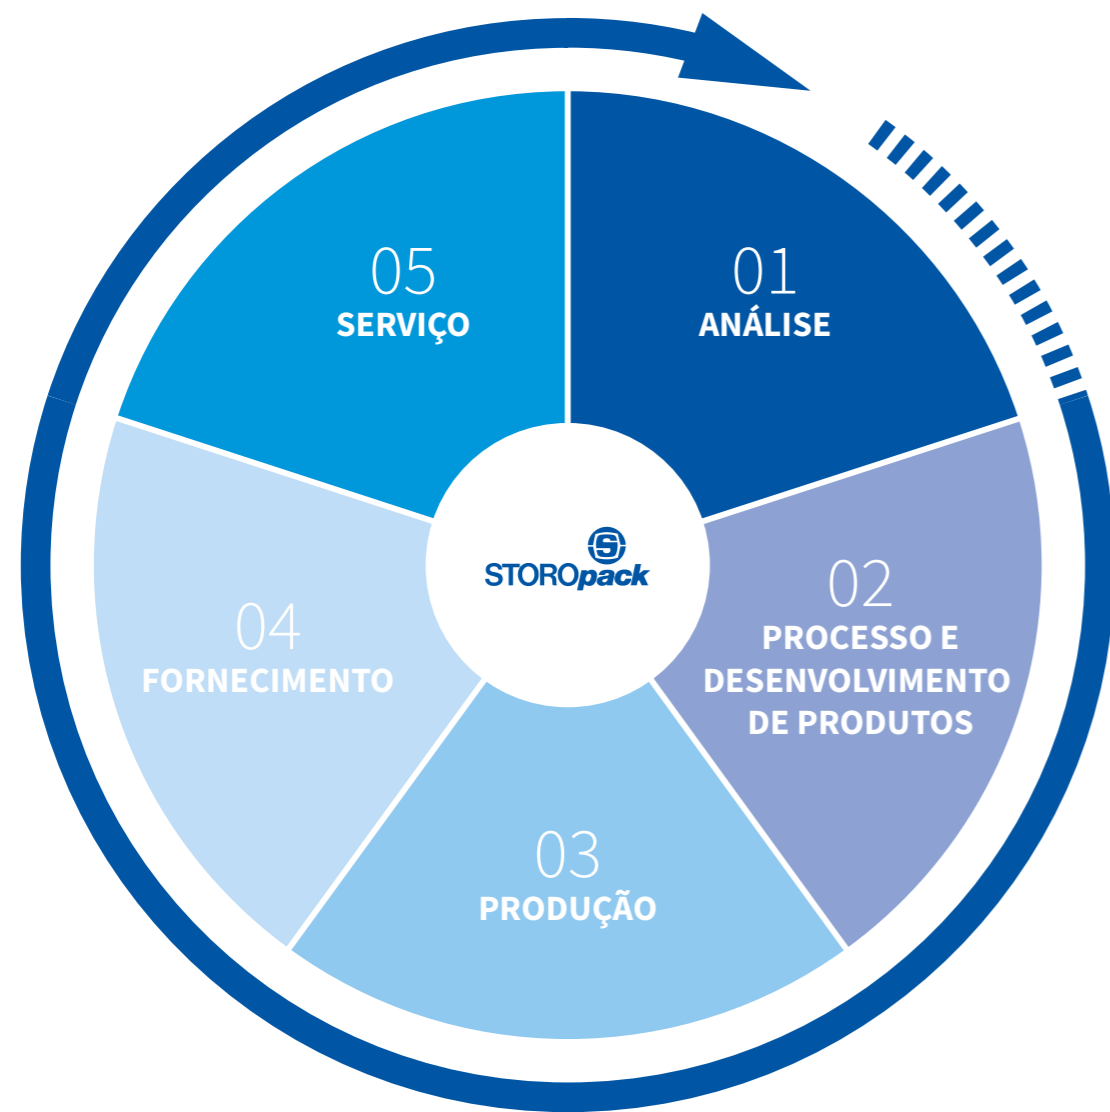 01
ANÁLISE
02
PROCESSO E
DESENVOLVIMENTO
DE PRODUTOS
03
PRODUÇÃO
04
FORNECIMENTO
05
SERVIÇO
S
STOROpack